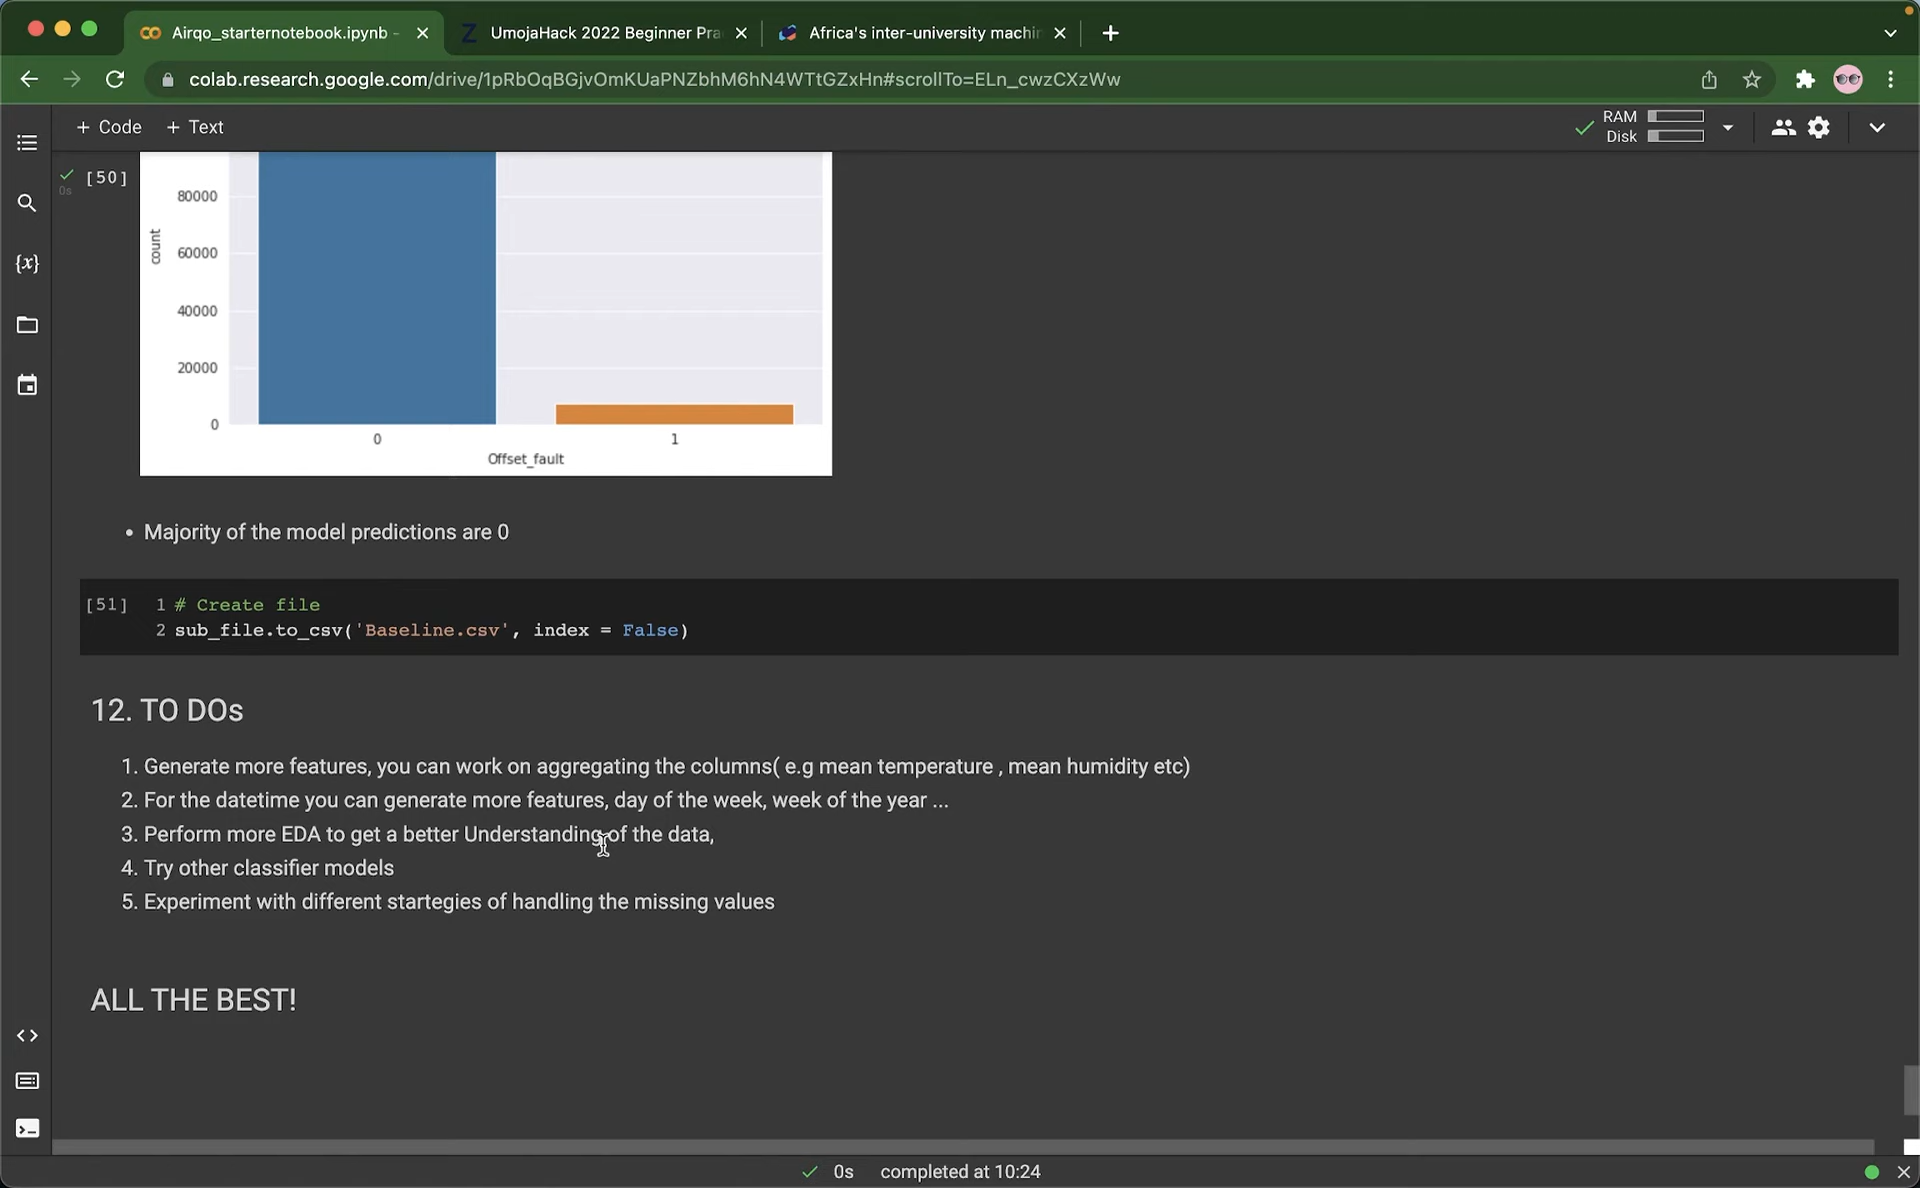 Airqo_starternotebook.ipynb -
UmojaHack 2022 Beginner Pra
Africa's inter-university machin
colab.research.google.com/drive/1pRbOqBGjvOmKUaPNZbhM6hN4WTtGZxHn#scrollTo=ELn_cwzCXzWw
+ Code + Text
RAM
Disk
[50]
0s
80000
60000
40000
20000
0
count
0 1
Offset_fault
• Majority of the model predictions are 0
[51] 1 # Create file
2 sub_file.to_csv('Baseline.csv', index = False)
12. TO DOs
1. Generate more features, you can work on aggregating the columns( e.g mean temperature , mean humidity etc)
2. For the datetime you can generate more features, day of the week, week of the year ...
3. Perform more EDA to get a better Understanding of the data,
4. Try other classifier models
5. Experiment with different startegies of handling the missing values
ALL THE BEST!
0s completed at 10:24